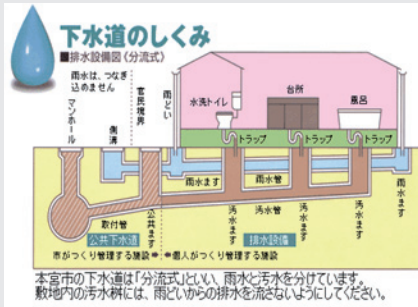 下水道のしくみ
■排水設備図〈分流式〉
雨水は、つなぎ
込めません
マンホール
側溝
官民境界
雨どい
水洗トイレ
台所
風呂
トラップ
トラップ
トラップ
雨水ます
雨水管
雨水ます
取付管
公共ます
汚水ます
汚水管
汚水ます
汚水ます
公共下水道
排水設備
市がつくり管理する施設
個人がつくり管理する施設
本宮市の下水道は「分流式」といい、雨水と汚水を分けています。
敷地内の汚水桝には、雨どいからの排水を流さないようにしてください。